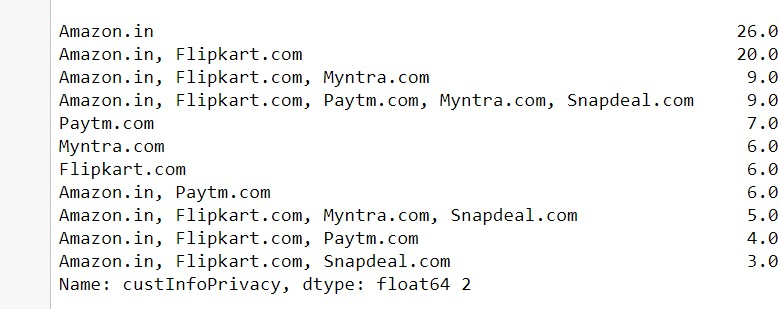 Amazon.in 26.0
Amazon.in, Flipkart.com 20.0
Amazon.in, Flipkart.com, Myntra.com 9.0
Amazon.in, Flipkart.com, Paytm.com, Myntra.com, Snapdeal.com 9.0
Paytm.com 7.0
Myntra.com 6.0
Flipkart.com 6.0
Amazon.in, Paytm.com 6.0
Amazon.in, Flipkart.com, Myntra.com, Snapdeal.com 5.0
Amazon.in, Flipkart.com, Paytm.com 4.0
Amazon.in, Flipkart.com, Snapdeal.com 3.0
Name: custInfoPrivacy, dtype: float64 2